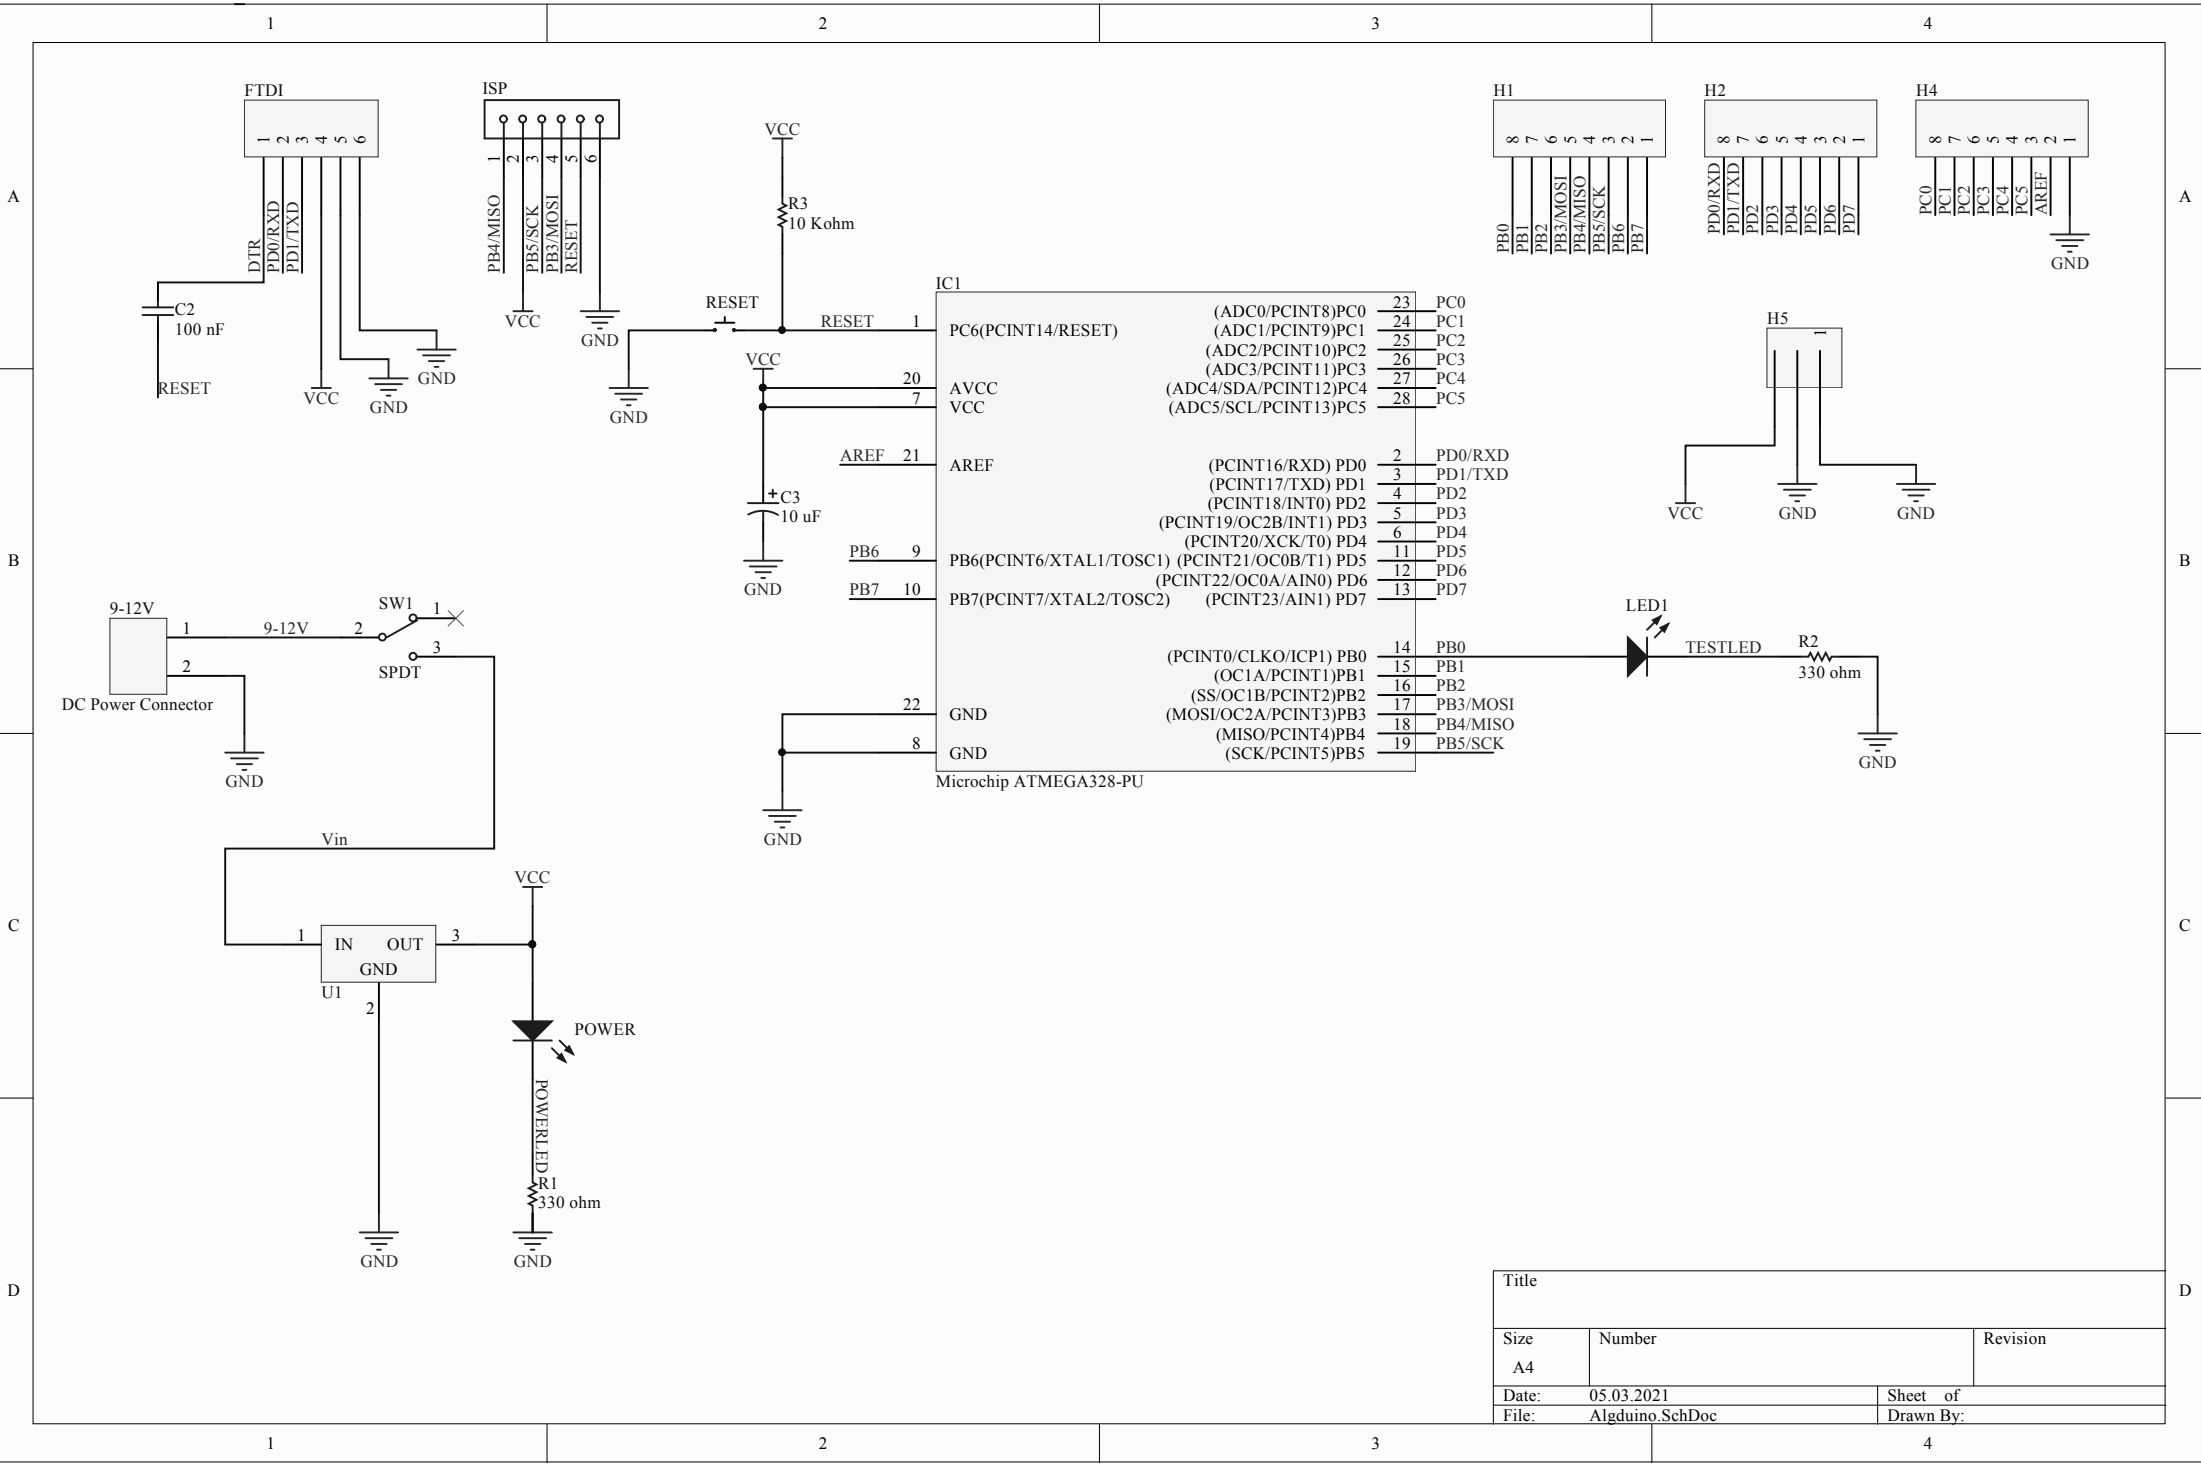 1 2 3 4
A
B
C
D
A
B
C
D
FTDI
1 2 3 4 5 6
DTR
PD0/RXD
PD1/TXD
C2
100 nF
RESET
VCC
GND
GND
ISP
1 2 3 4 5 6
PB4/MISO
PB5/SCK
PB3/MOSI
RESET
VCC
GND
VCC
R3
10 Kohm
RESET
RESET
GND
VCC
AREF
C3
+
10 uF
GND
PB6
PB7
GND
IC1
1 PC6(PCINT14/RESET)
20 AVCC
7 VCC
21 AREF
9 PB6(PCINT6/XTAL1/TOSC1)
10 PB7(PCINT7/XTAL2/TOSC2)
22 GND
8 GND
(ADC0/PCINT8)PC0 23 PC0
(ADC1/PCINT9)PC1 24 PC1
(ADC2/PCINT10)PC2 25 PC2
(ADC3/PCINT11)PC3 26 PC3
(ADC4/SDA/PCINT12)PC4 27 PC4
(ADC5/SCL/PCINT13)PC5 28 PC5
(PCINT16/RXD) PD0 2 PD0/RXD
(PCINT17/TXD) PD1 3 PD1/TXD
(PCINT18/INT0) PD2 4 PD2
(PCINT19/OC2B/INT1) PD3 5 PD3
(PCINT20/XCK/T0) PD4 6 PD4
(PCINT21/OC0B/T1) PD5 11 PD5
(PCINT22/OC0A/AIN0) PD6 12 PD6
(PCINT23/AIN1) PD7 13 PD7
(PCINT0/CLKO/ICP1) PB0 14 PB0
(OC1A/PCINT1)PB1 15 PB1
(SS/OC1B/PCINT2)PB2 16 PB2
(MOSI/OC2A/PCINT3)PB3 17 PB3/MOSI
(MISO/PCINT4)PB4 18 PB4/MISO
(SCK/PCINT5)PB5 19 PB5/SCK
Microchip ATMEGA328-PU
H1
8 7 6 5 4 3 2 1
PB0
PB1
PB2
PB3/MOSI
PB4/MISO
PB5/SCK
PB6
PB7
H2
8 7 6 5 4 3 2 1
PD0/RXD
PD1/TXD
PD2
PD3
PD4
PD5
PD6
PD7
H4
8 7 6 5 4 3 2 1
PC0
PC1
PC2
PC3
PC4
PC5
AREF
GND
H5
1
VCC
GND
GND
LED1
TESTLED
R2
330 ohm
GND
9-12V
1
2
DC Power Connector
9-12V
GND
SW1
2 1
3
SPDT
Vin
VCC
1 IN OUT 3
GND
U1
2
GND
POWER
POWERLED
R1
330 ohm
GND
Title
Size
A4
Number
Revision
Date: 05.03.2021
Sheet of
File: Algduino.SchDoc
Drawn By:
1 2 3 4